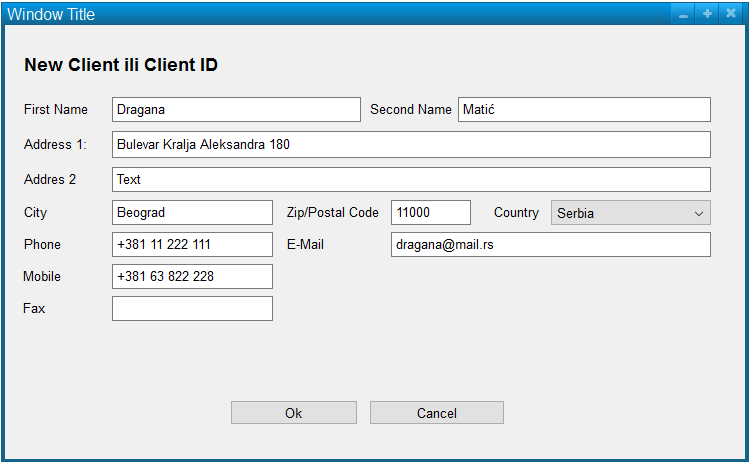 Window Title
New Client ili Client ID
First Name Dragana Second Name Matić
Address 1: Bulevar Kralja Aleksandra 180
Addres 2 Text
City Beograd Zip/Postal Code 11000 Country Serbia
Phone +381 11 222 111 E-Mail dragana@mail.rs
Mobile +381 63 822 228
Fax
Ok Cancel